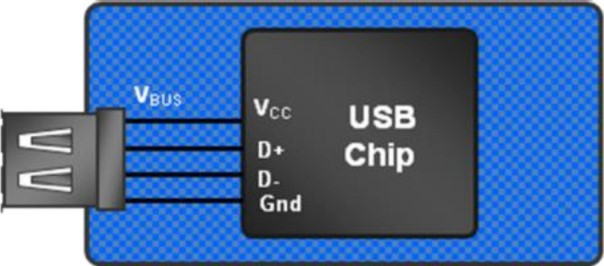 VBUS
VCC
D+
D-
Gnd
USB
Chip